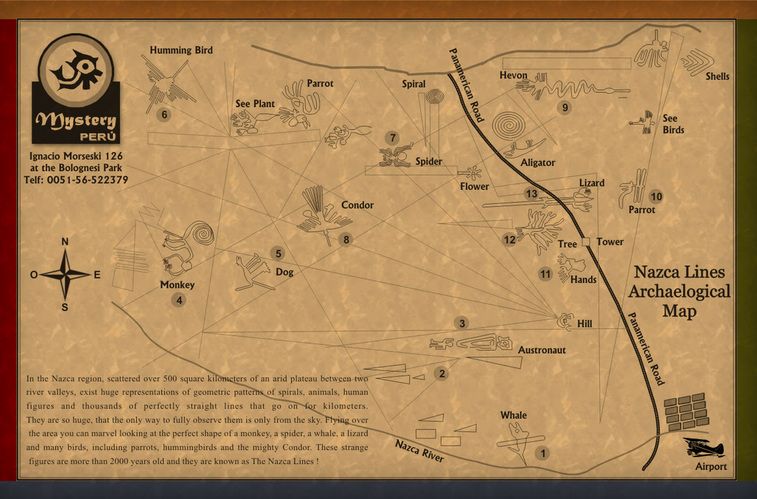 Mystery
PERÚ
Ignacio Morseski 126
at the Bolognesi Park
Telf: 0051-56-522379
Humming Bird
6
See Plant
Parrot
Spiral
7
Spider
Flower
Panamerican Road
Hevon
9
Shells
See
Birds
Aligator
Lizard
13
Parrot
10
12
Tree
Tower
11
Hands
Condor
8
5
Dog
Monkey
4
N
O
E
S
Nazca Lines
Archaelogical
Map
3
Hill
Austronaut
2
Panamerican Road
Whale
1
Nazca River
Airport
In the Nazca region, scattered over 500 square kilometers of an arid plateau between two
river valleys, exist huge representations of geometric patterns of spirals, animals, human
figures and thousands of perfectly straight lines that go on for kilometers.
They are so huge, that the only way to fully observe them is only from the sky. Flying over
the area you can marvel looking at the perfect shape of a monkey, a spider, a whale, a lizard
and many birds, including parrots, hummingbirds and the mighty Condor. These strange
figures are more than 2000 years old and they are known as The Nazca Lines !